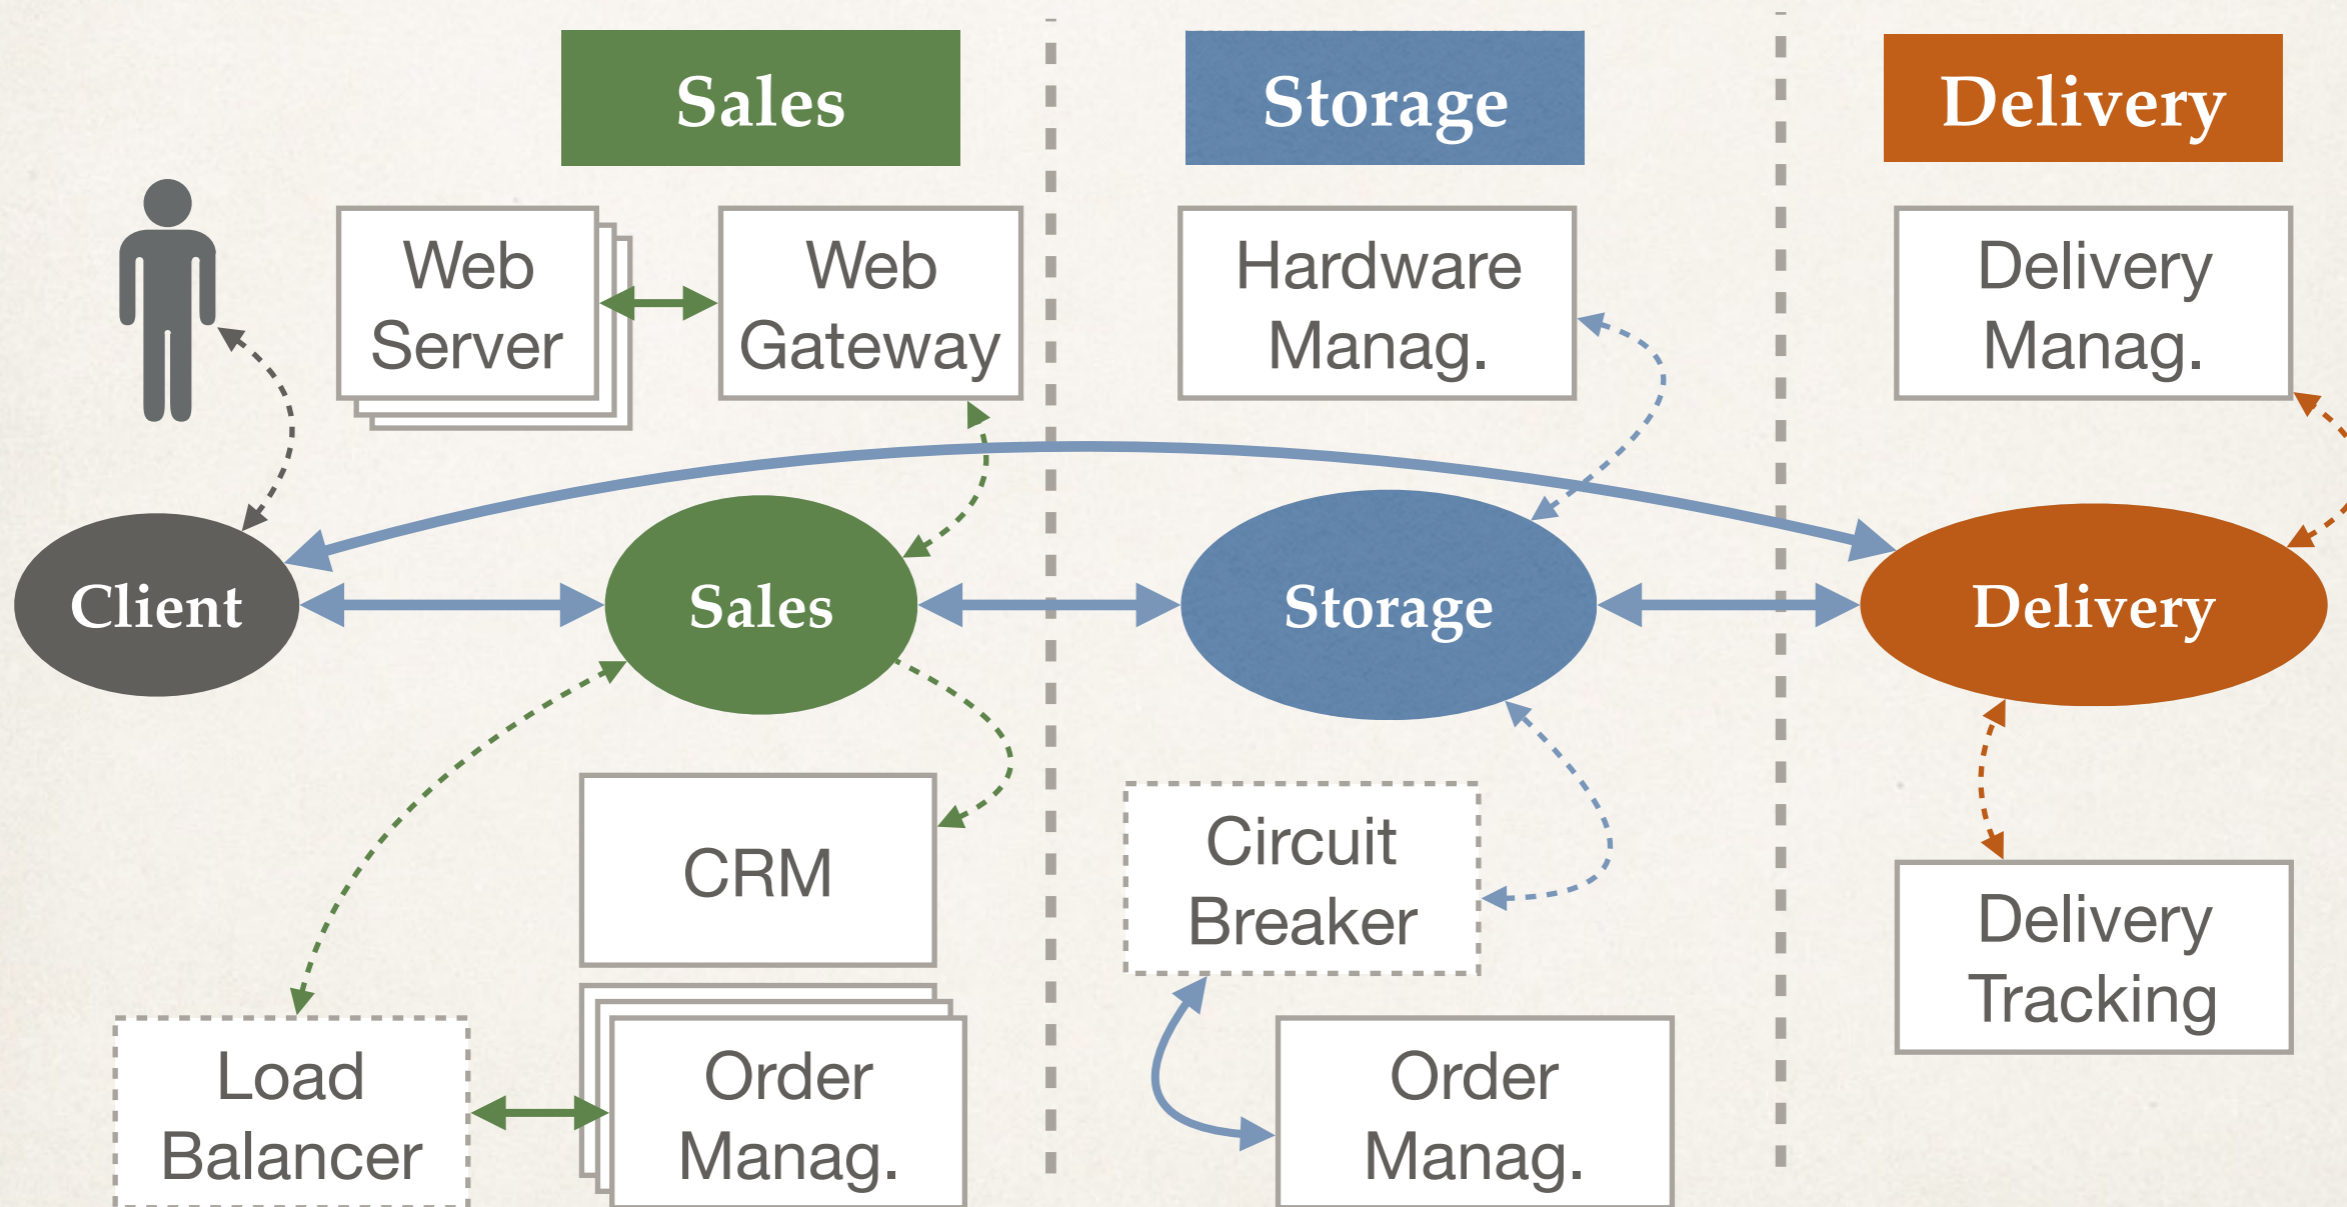 Sales
Storage
Delivery
Web
Server
Web
Gateway
Hardware
Manag.
Delivery
Manag.
Client
Sales
Storage
Delivery
CRM
Circuit
Breaker
Delivery
Tracking
Load
Balancer
Order
Manag.
Order
Manag.